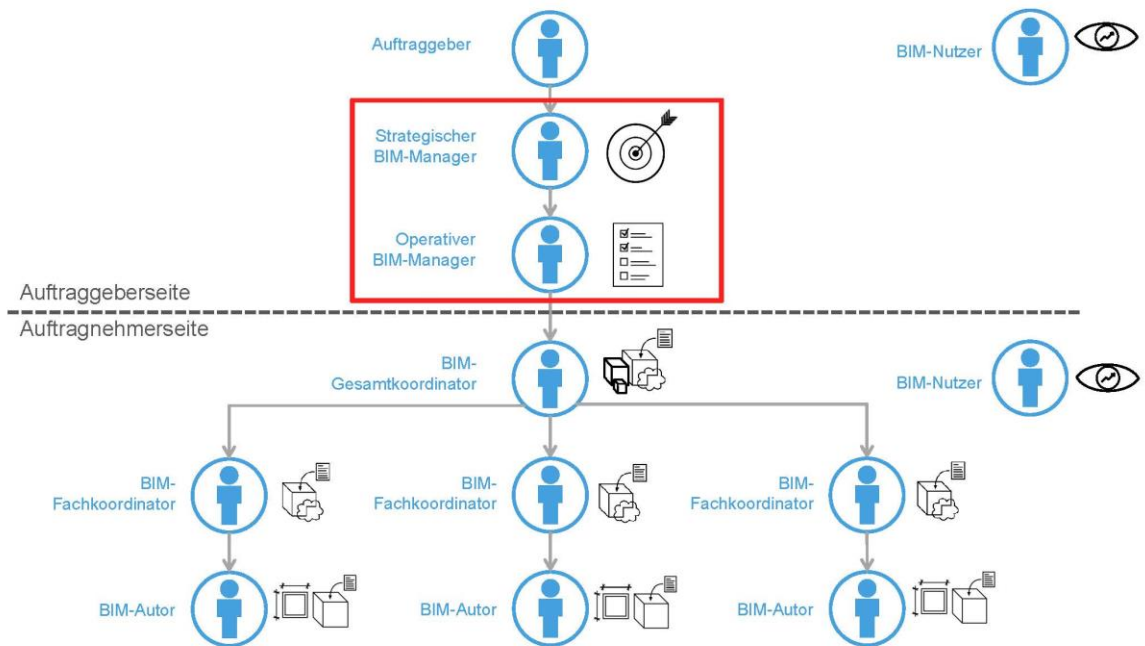 Auftraggeber
BIM-Nutzer
Strategischer
BIM-Manager
Operativer
BIM-Manager
Auftraggeberseite
Auftragnehmerseite
BIM-
Gesamtkoordinator
BIM-Nutzer
BIM-
Fachkoordinator
BIM-
Fachkoordinator
BIM-
Fachkoordinator
BIM-Autor
BIM-Autor
BIM-Autor